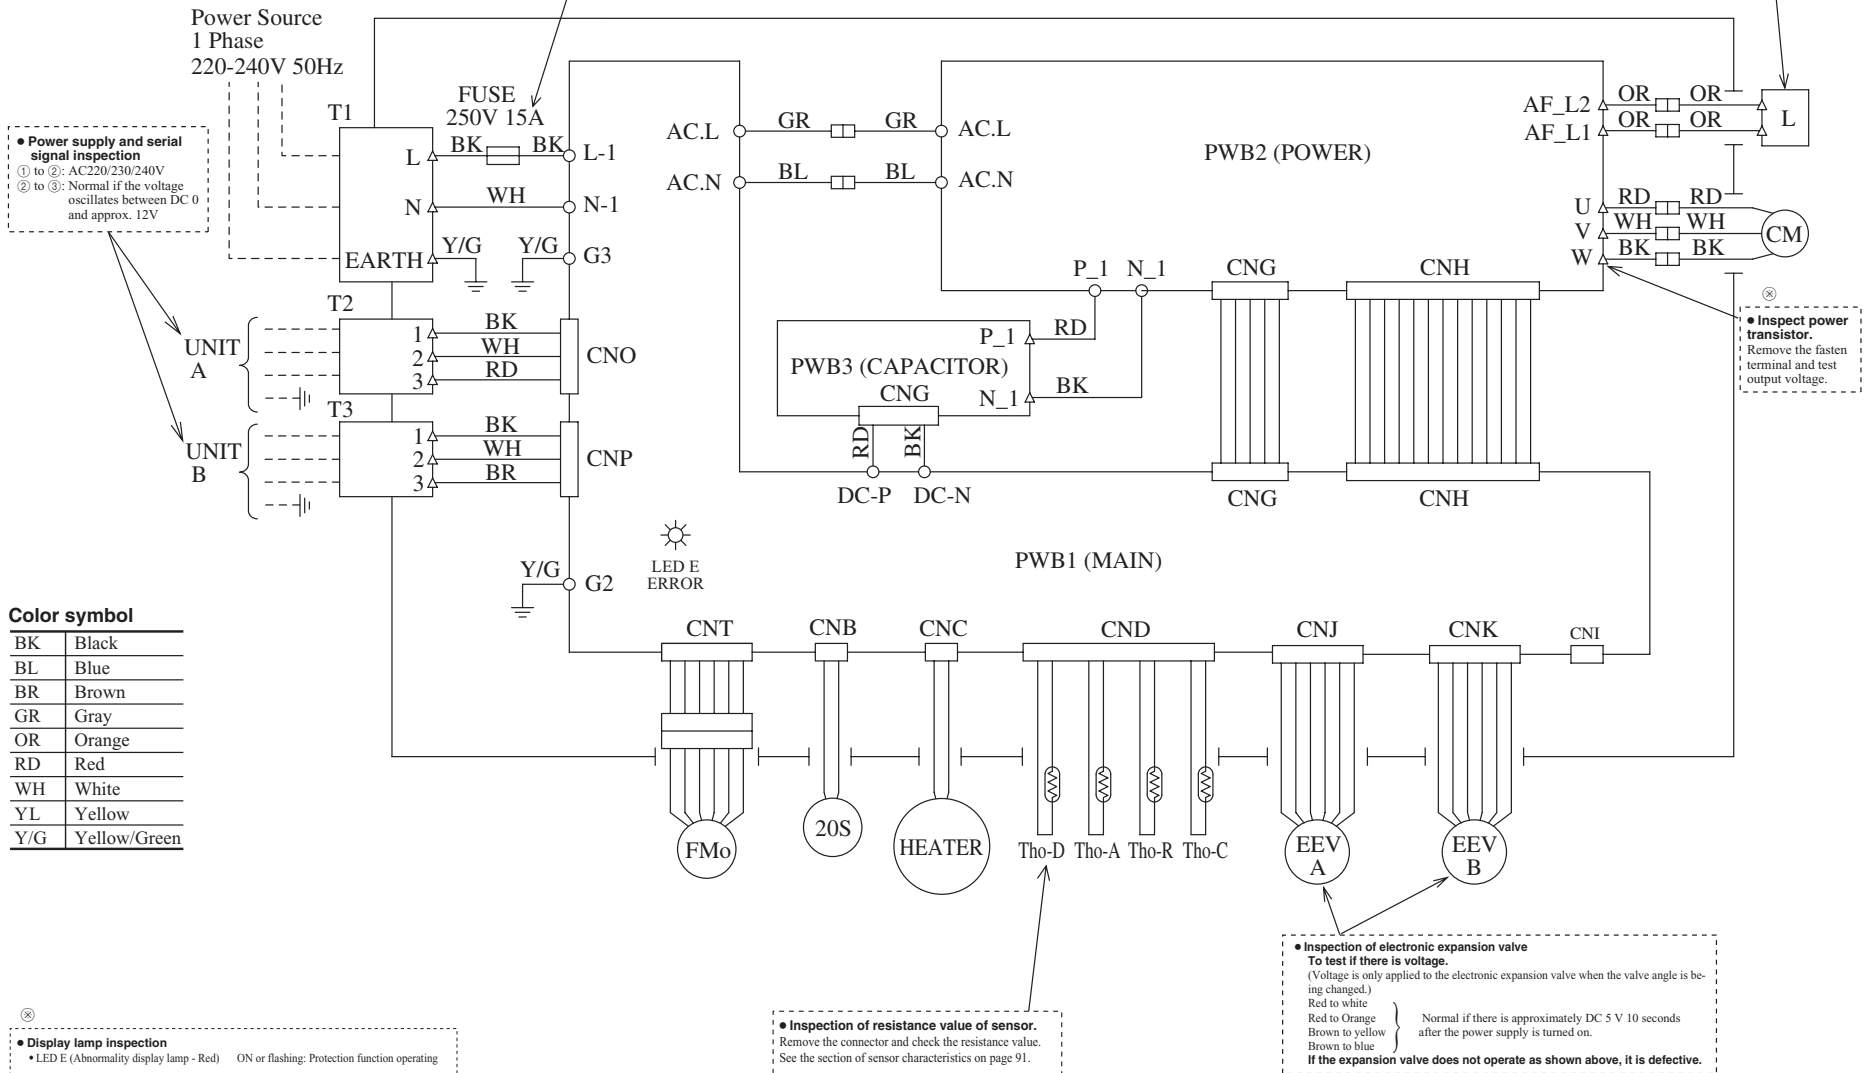 Power Source
1 Phase
220-240V 50Hz
FUSE
250V 15A
T1
L
BK
BK
L-1
N
WH
N-1
EARTH
Y/G
Y/G
G3
● Power supply and serial
signal inspection
① to ②: AC220/230/240V
② to ③: Normal if the voltage
oscillates between DC 0
and approx. 12V
T2
UNIT
A
1
2
3
BK
WH
RD
CNO
T3
UNIT
B
1
2
3
BK
WH
BR
CNP
AC.L
GR
GR
AC.L
AC.N
BL
BL
AC.N
PWB2 (POWER)
AF_L2
OR
OR
AF_L1
OR
OR
L
U
RD
RD
V
WH
WH
W
BK
BK
CM
P_1
N_1
CNG
CNH
P_1
RD
PWB3 (CAPACITOR)
CNG
N_1
BK
RD
BK
DC-P
DC-N
CNG
CNH
※
● Inspect power
transistor.
Remove the fasten
terminal and test
output voltage.
LED E
ERROR
PWB1 (MAIN)
Y/G
G2
Color symbol
BK Black
BL Blue
BR Brown
GR Gray
OR Orange
RD Red
WH White
YL Yellow
Y/G Yellow/Green
CNT
CNB
CNC
CND
CNJ
CNK
CNI
FMo
20S
HEATER
Tho-D
Tho-A
Tho-R
Tho-C
EEV
A
EEV
B
※
● Display lamp inspection
• LED E (Abnormality display lamp - Red) ON or flashing: Protection function operating
● Inspection of resistance value of sensor.
Remove the connector and check the resistance value.
See the section of sensor characteristics on page 91.
● Inspection of electronic expansion valve
To test if there is voltage.
(Voltage is only applied to the electronic expansion valve when the valve angle is be-
ing changed.)
Red to white
Red to Orange
Brown to yellow
Brown to blue
Normal if there is approximately DC 5 V 10 seconds
after the power supply is turned on.
If the expansion valve does not operate as shown above, it is defective.